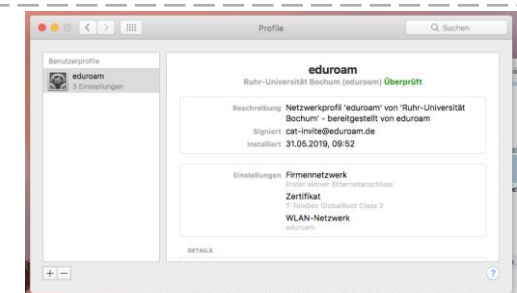 Profile
Suchen
Benutzerprofile
eduroam
3 Einstellungen
eduroam
Ruhr-Universität Bochum (eduroam) Überprüft
Beschreibung Netzwerkprofil 'eduroam' von 'Ruhr-Universität
Bochum' - bereitgestellt von eduroam
Signiert cat-invite@eduroam.de
Installiert 31.05.2019, 09:52
Einstellungen Firmennetzwerk
Erster aktiver Ethernetanschluss
Zertifikat
T-TeleSec GlobalRoot Class 2
WLAN-Netzwerk
eduroam
DETAILS